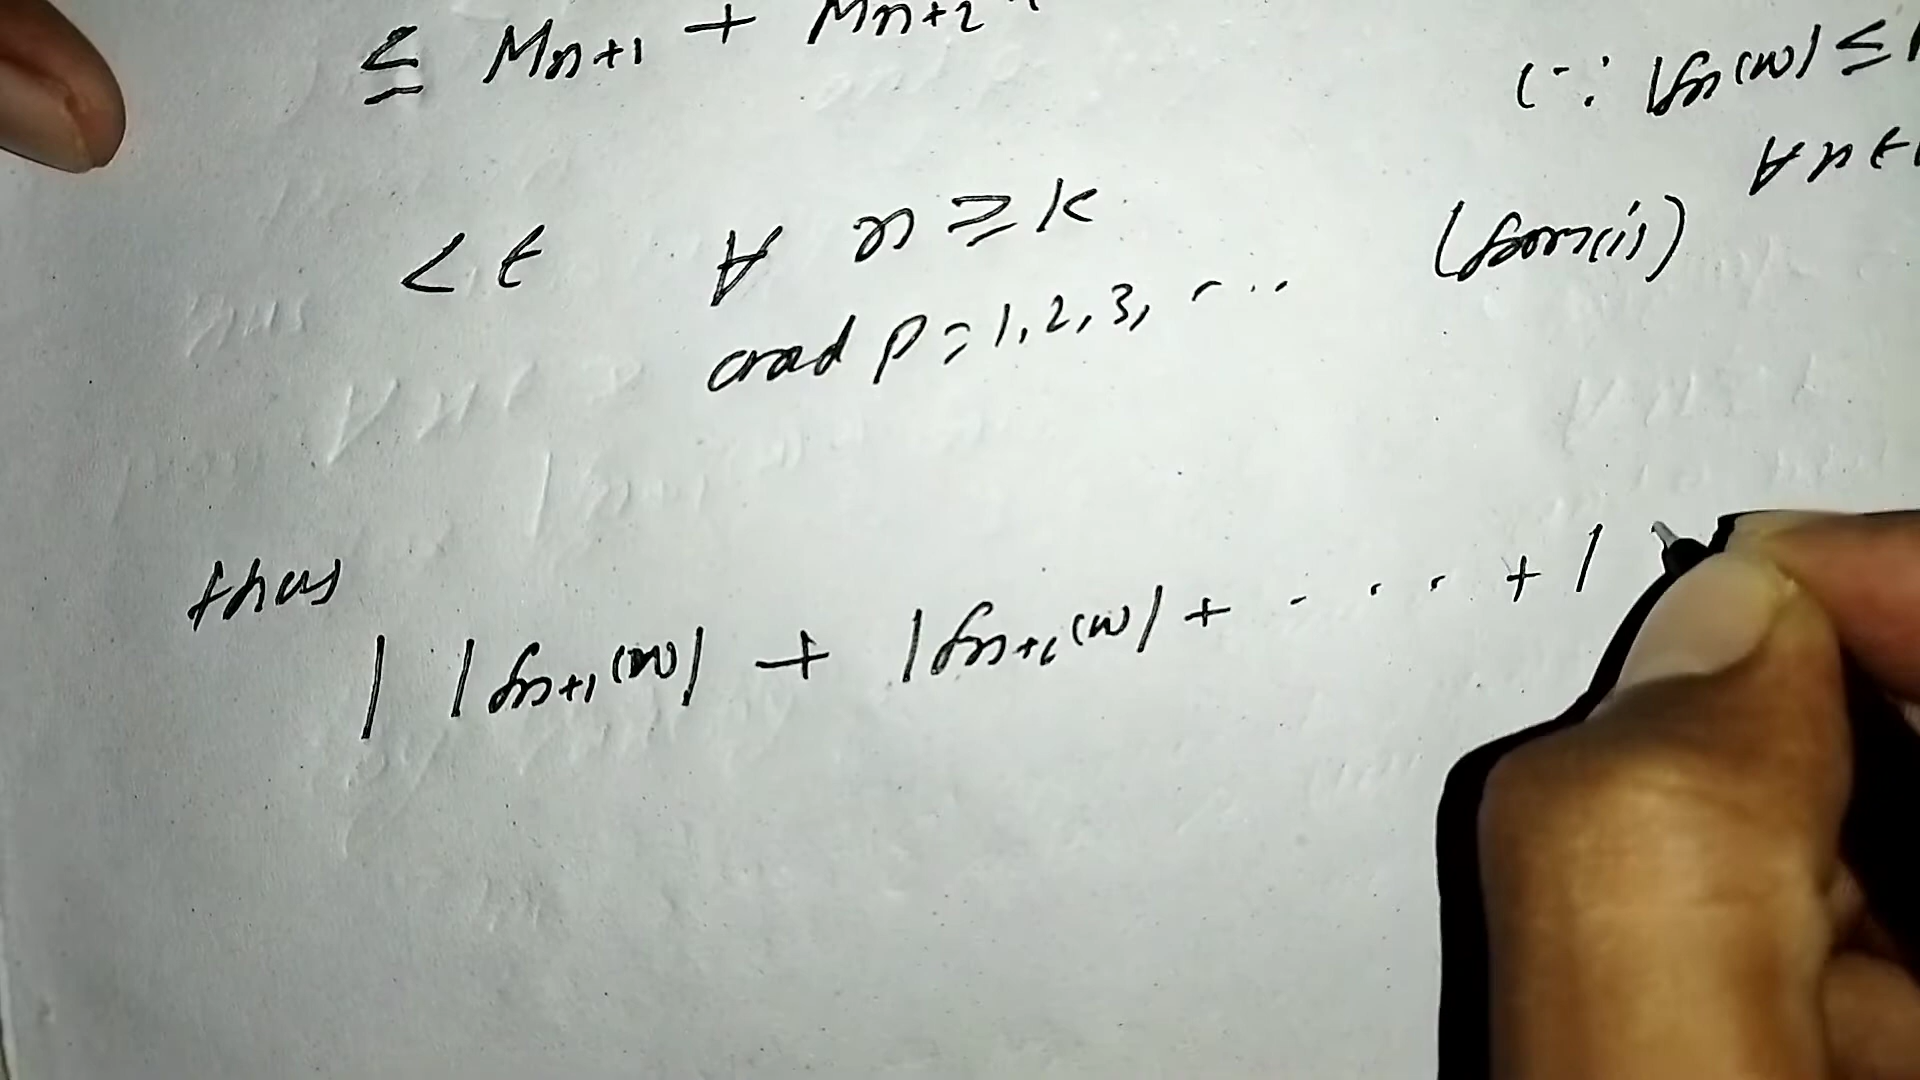 ≤ Mn+1 + Mn+2
(∵ |fn(x)| ≤
∀ x ∈
< ε ∀ n ≥ k (from(i))
and p = 1, 2, 3, ...
thus
| |fn+1(x)| + |fn+2(x)| + . . . . + |